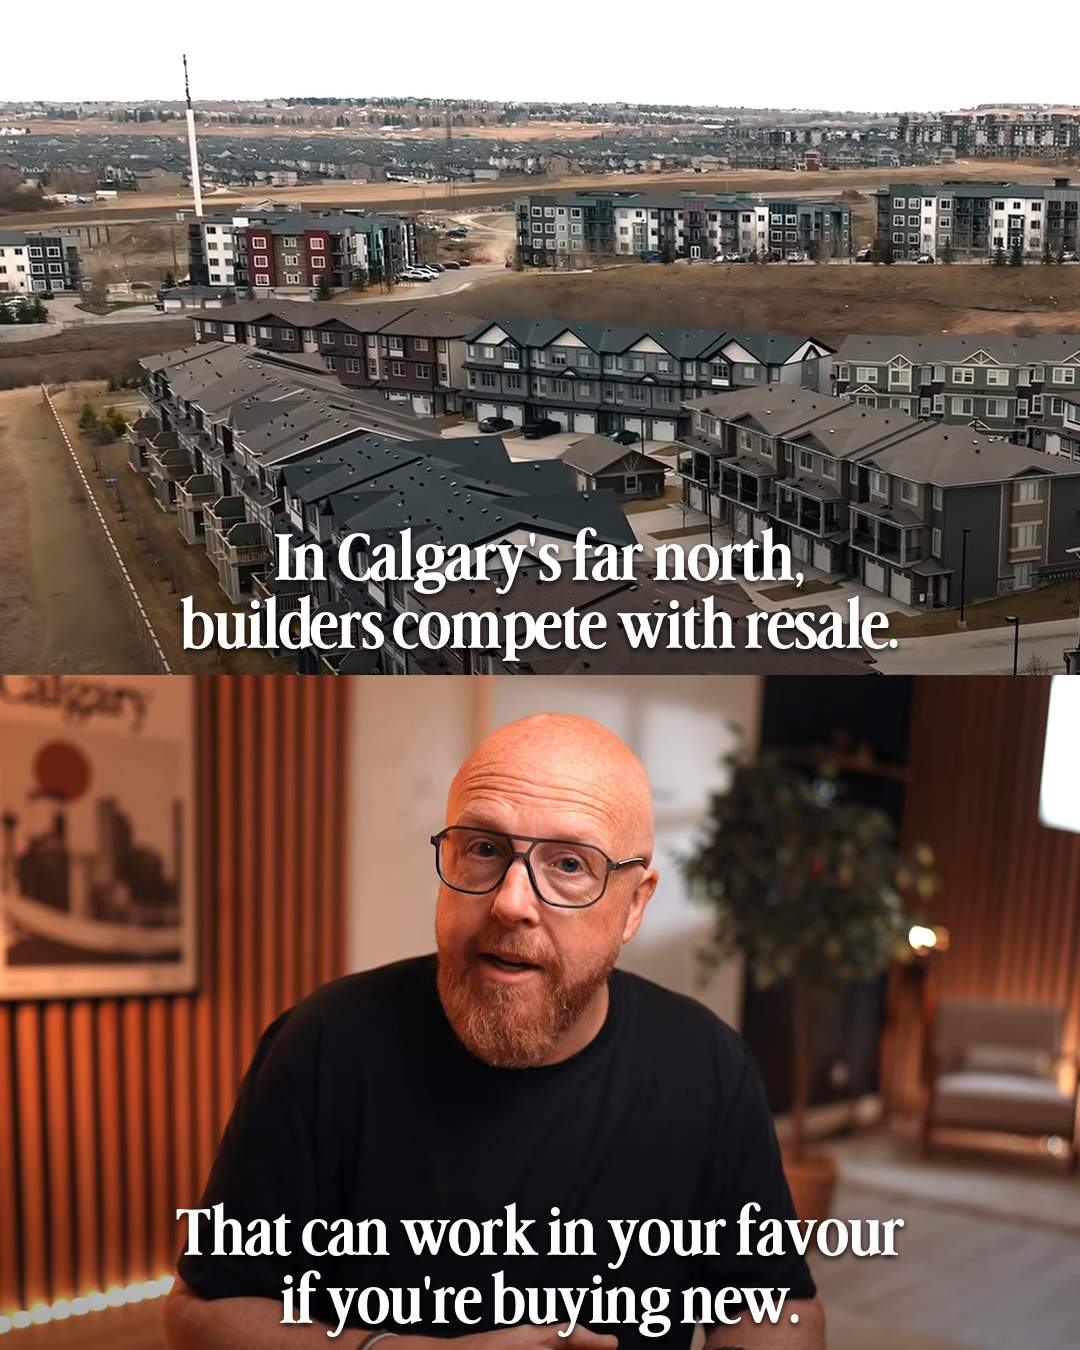 In Calgary's far north,
builders compete with resale.
Calgary
That can work in your favour
if you're buying new.